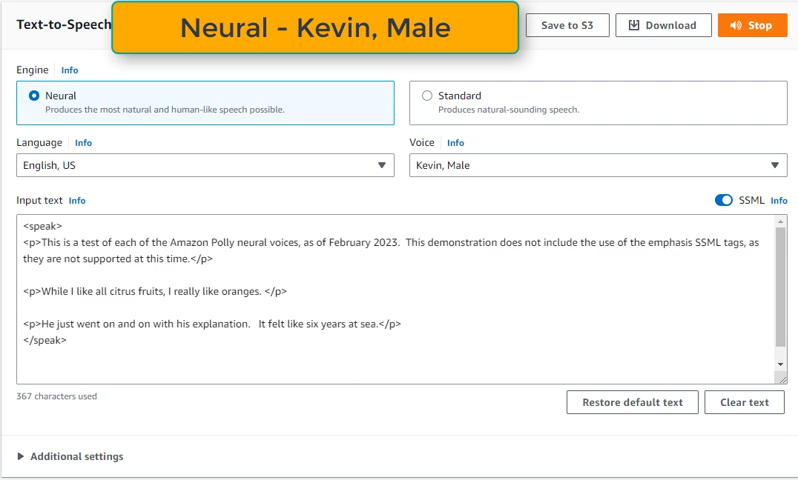 Text-to-Speech
Neural - Kevin, Male
Save to S3
Download
Stop
Engine Info
Neural
Produces the most natural and human-like speech possible.
Standard
Produces natural-sounding speech.
Language Info
Voice Info
English, US
Kevin, Male
Input text Info
SSML Info
<speak>
<p>This is a test of each of the Amazon Polly neural voices, as of February 2023.  This demonstration does not include the use of the emphasis SSML tags, as
they are not supported at this time.</p>
<p>While I like all citrus fruits, I really like oranges. </p>
<p>He just went on and on with his explanation.   It felt like six years at sea.</p>
</speak>
367 characters used
Restore default text
Clear text
Additional settings